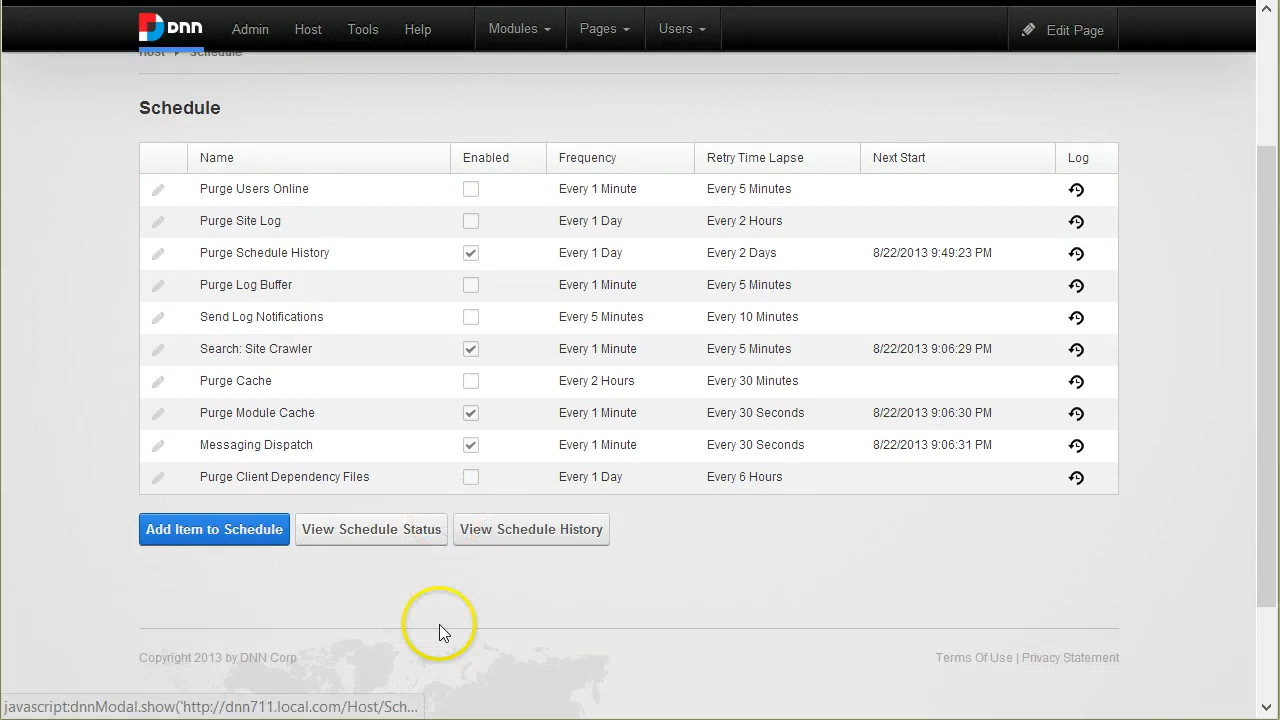 DNN Admin Host Tools Help Modules Pages Users Edit Page
Host Schedule
Schedule
Name Enabled Frequency Retry Time Lapse Next Start Log
Purge Users Online Every 1 Minute Every 5 Minutes
Purge Site Log Every 1 Day Every 2 Hours
Purge Schedule History Every 1 Day Every 2 Days 8/22/2013 9:49:23 PM
Purge Log Buffer Every 1 Minute Every 5 Minutes
Send Log Notifications Every 5 Minutes Every 10 Minutes
Search: Site Crawler Every 1 Minute Every 5 Minutes 8/22/2013 9:06:29 PM
Purge Cache Every 2 Hours Every 30 Minutes
Purge Module Cache Every 1 Minute Every 30 Seconds 8/22/2013 9:06:30 PM
Messaging Dispatch Every 1 Minute Every 30 Seconds 8/22/2013 9:06:31 PM
Purge Client Dependency Files Every 1 Day Every 6 Hours
Add Item to Schedule View Schedule Status View Schedule History
Copyright 2013 by DNN Corp Terms Of Use | Privacy Statement
javascript:dnnModal.show('http://dnn711.local.com/Host/Sch...